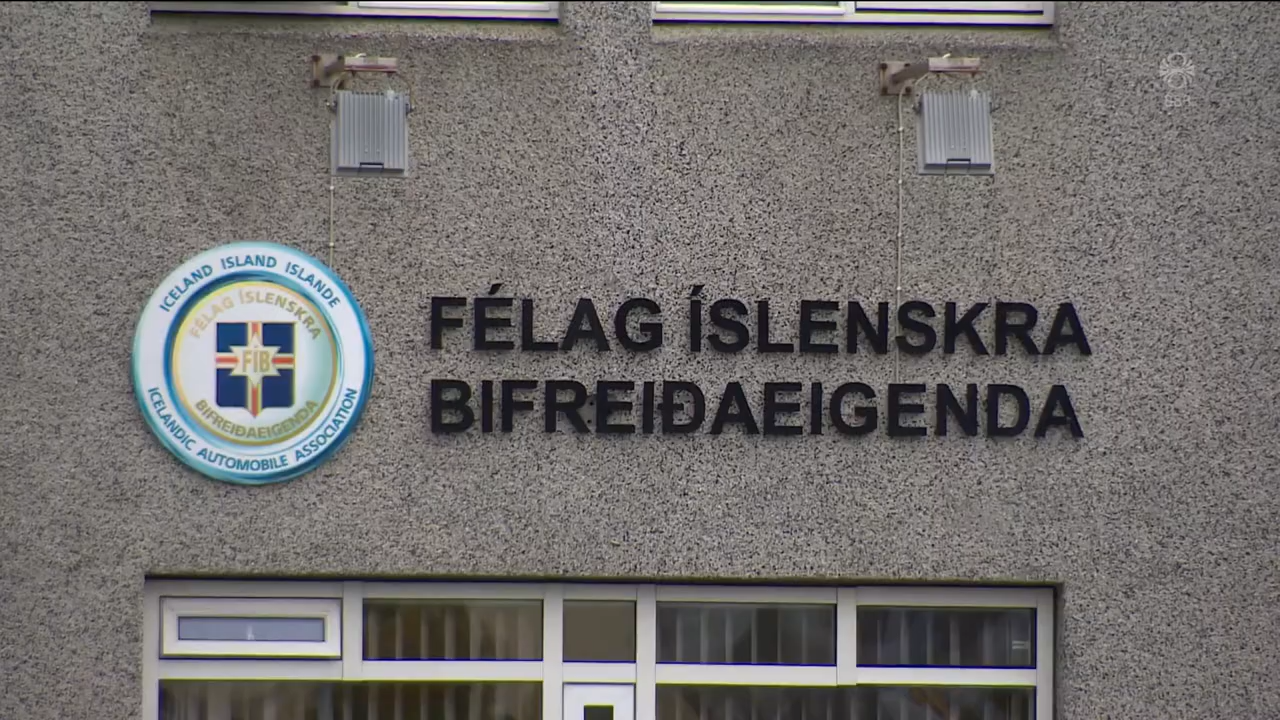 ICELAND ISLAND ISLANDE
FÉLAG ÍSLENSKRA
FÍB
BIFREIÐAEIGENDA
ICELANDIC AUTOMOBILE ASSOCIATION
FÉLAG ÍSLENSKRA
BIFREIÐAEIGENDA